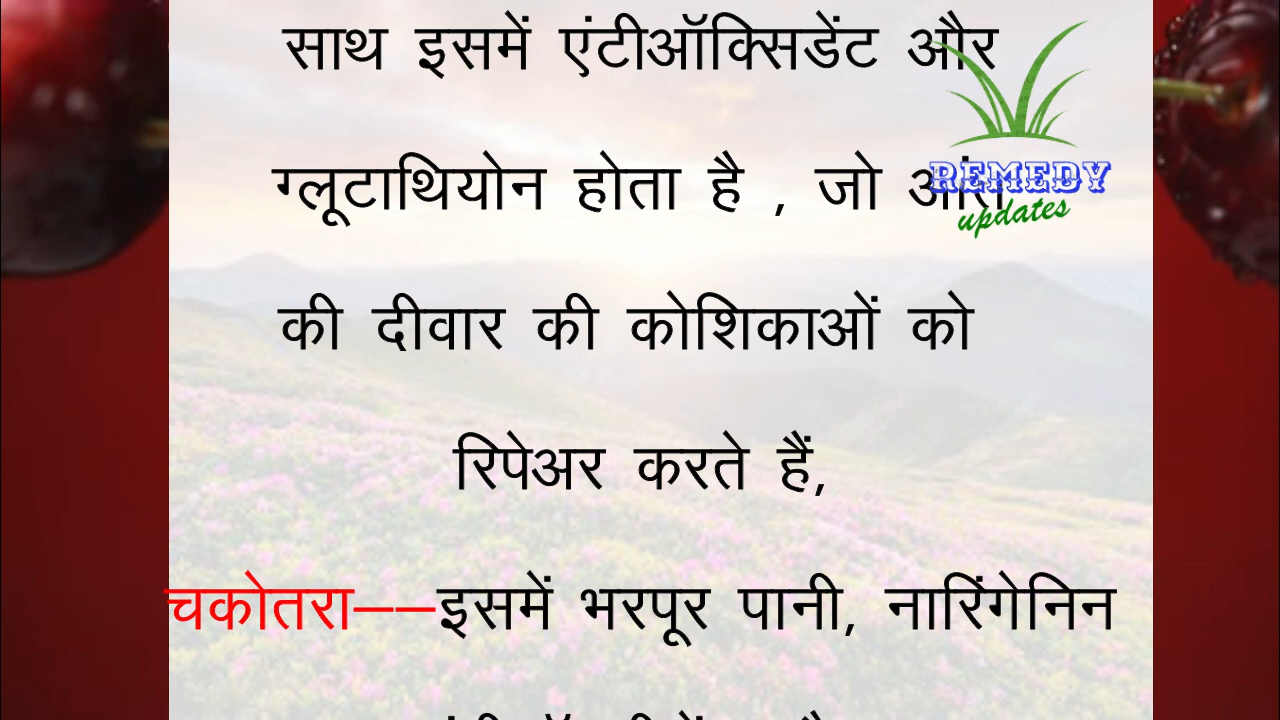 साथ इसमें एंटीऑक्सिडेंट और
ग्लूटाथियोन होता है , जो आंत
REMEDY
updates
की दीवार की कोशिकाओं को
रिपेअर करते हैं,
चकोतरा——इसमें भरपूर पानी, नारिंगेनिन